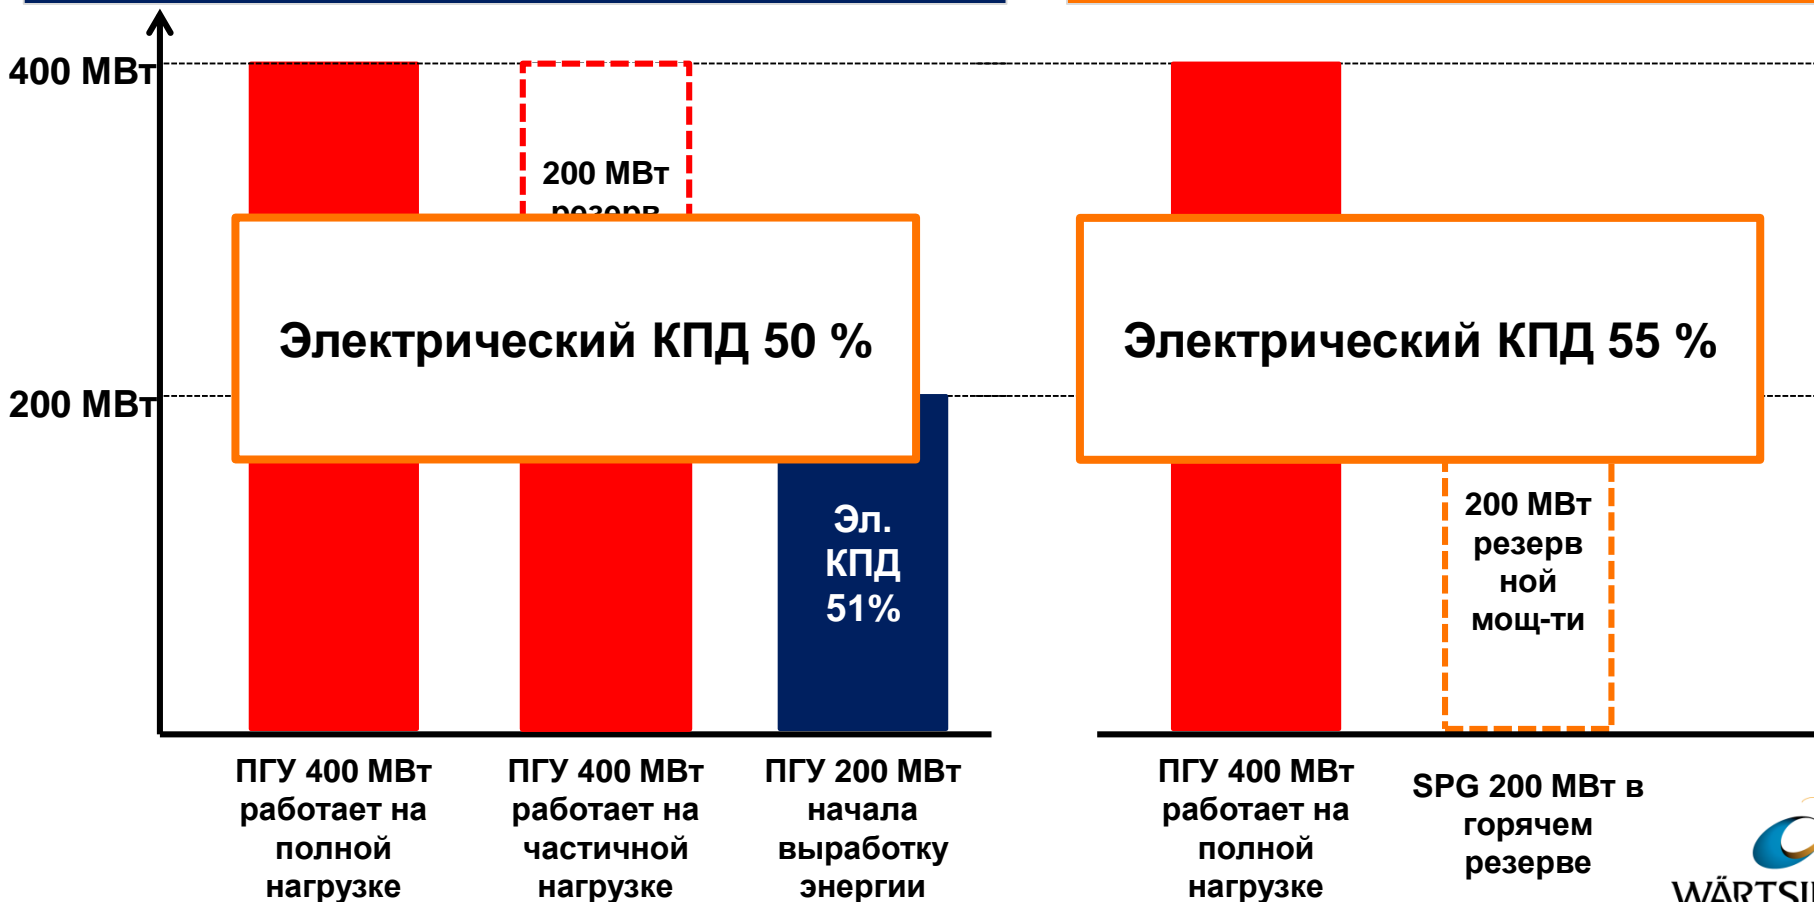 400 МВт
200 МВт
200 МВт
резерв
Электрический КПД 50 %
Эл.
КПД
51%
ПГУ 400 МВт
работает на
полной
нагрузке
ПГУ 400 МВт
работает на
частичной
нагрузке
ПГУ 200 МВт
начала
выработку
энергии
Электрический КПД 55 %
200 МВт
резерв
ной
мощ-ти
ПГУ 400 МВт
работает на
полной
нагрузке
SPG 200 МВт в
горячем
резерве